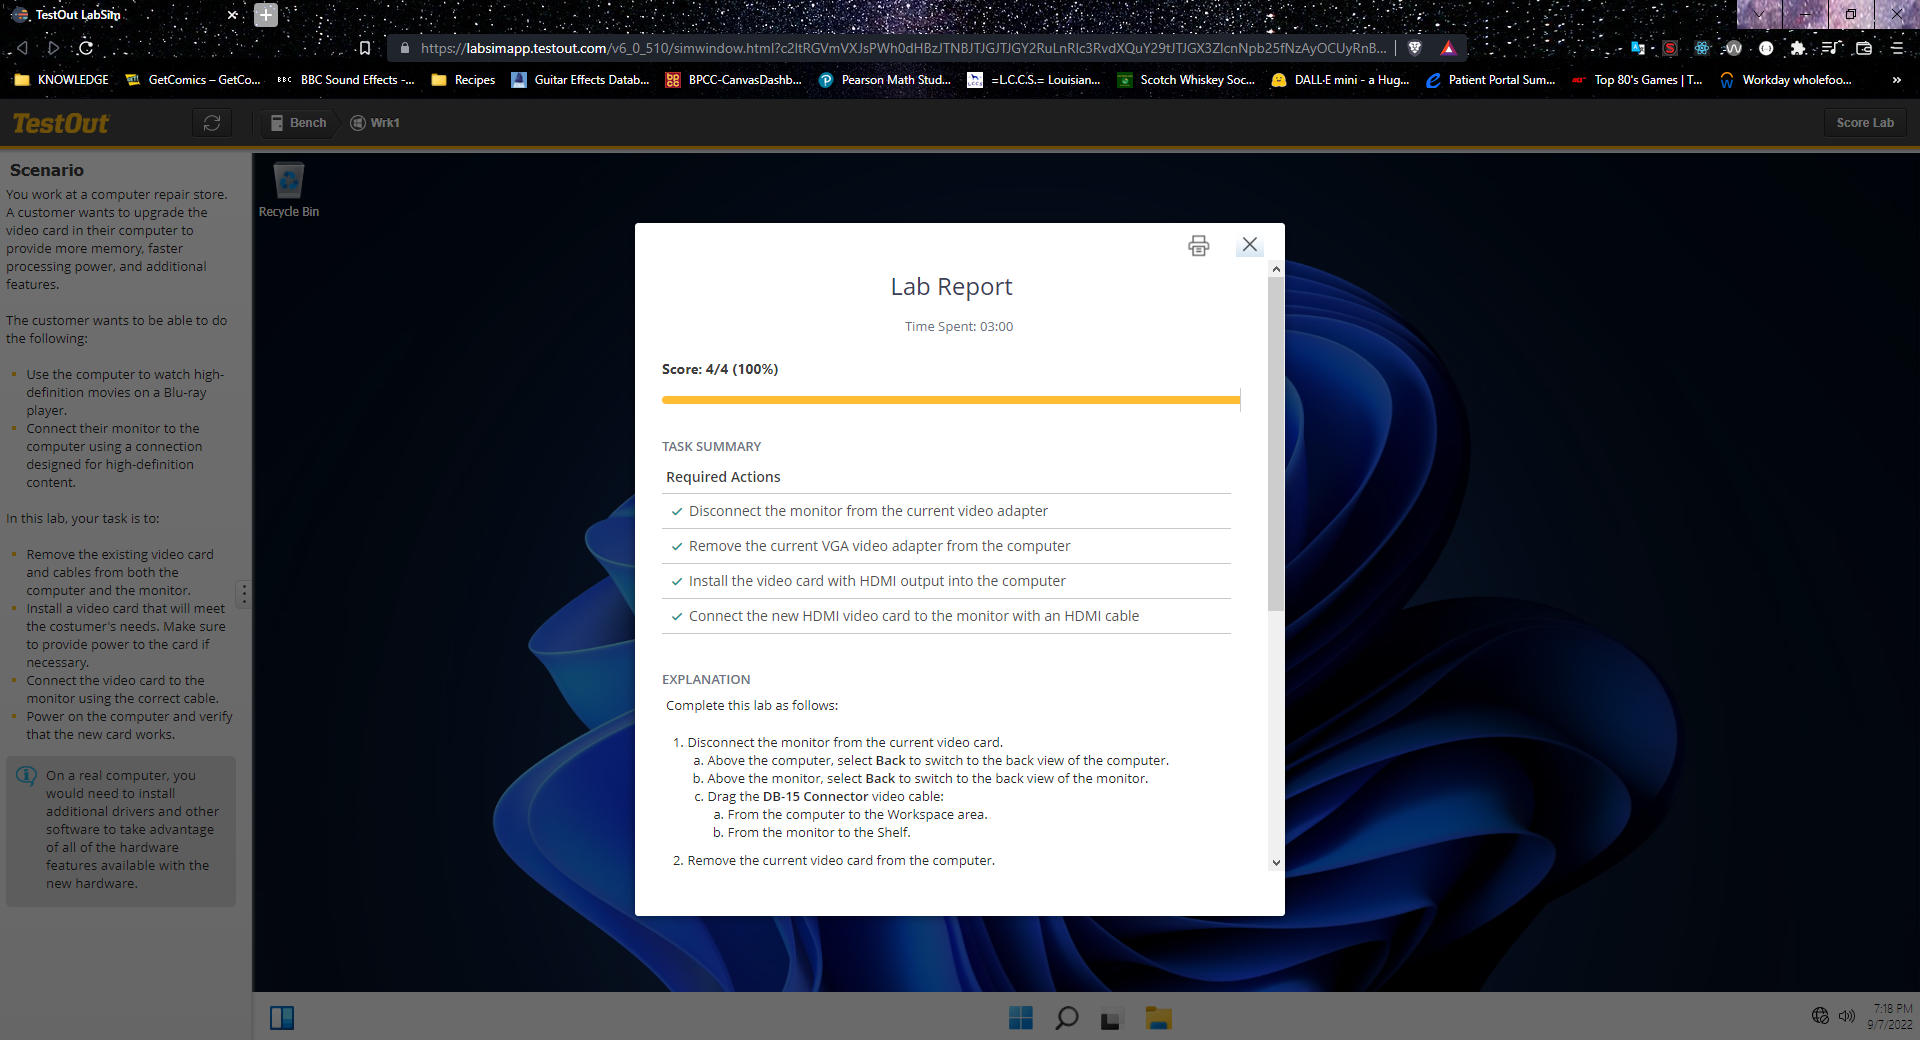 TestOut LabSim
https://labsimapp.testout.com/v6_0_510/simwindow.html?c2ltRGVmVXJsPWh0dHBzJTNBJTJGJTJGY2RuLnRlc3RvdXQuY29tJTJGX3ZlcnNpb25fNzAyOCUyRnB...
KNOWLEDGE
GetComics – GetCo...
BBC Sound Effects -...
Recipes
Guitar Effects Datab...
BPCC-CanvasDashb...
Pearson Math Stud...
=L.C.C.S.= Louisian...
Scotch Whiskey Soc...
DALL·E mini - a Hug...
Patient Portal Sum...
Top 80's Games | T...
Workday wholefoo...
»
TestOut
Bench
Wrk1
Score Lab
Scenario
You work at a computer repair store.
A customer wants to upgrade the
video card in their computer to
provide more memory, faster
processing power, and additional
features.
The customer wants to be able to do
the following:
Use the computer to watch high-
definition movies on a Blu-ray
player.
Connect their monitor to the
computer using a connection
designed for high-definition
content.
In this lab, your task is to:
Remove the existing video card
and cables from both the
computer and the monitor.
Install a video card that will meet
the costumer's needs. Make sure
to provide power to the card if
necessary.
Connect the video card to the
monitor using the correct cable.
Power on the computer and verify
that the new card works.
On a real computer, you
would need to install
additional drivers and other
software to take advantage
of all of the hardware
features available with the
new hardware.
Recycle Bin
Lab Report
Time Spent: 03:00
Score: 4/4 (100%)
TASK SUMMARY
Required Actions
Disconnect the monitor from the current video adapter
Remove the current VGA video adapter from the computer
Install the video card with HDMI output into the computer
Connect the new HDMI video card to the monitor with an HDMI cable
EXPLANATION
Complete this lab as follows:
1. Disconnect the monitor from the current video card.
a. Above the computer, select Back to switch to the back view of the computer.
b. Above the monitor, select Back to switch to the back view of the monitor.
c. Drag the DB-15 Connector video cable:
a. From the computer to the Workspace area.
b. From the monitor to the Shelf.
2. Remove the current video card from the computer.
7:18 PM
9/7/2022